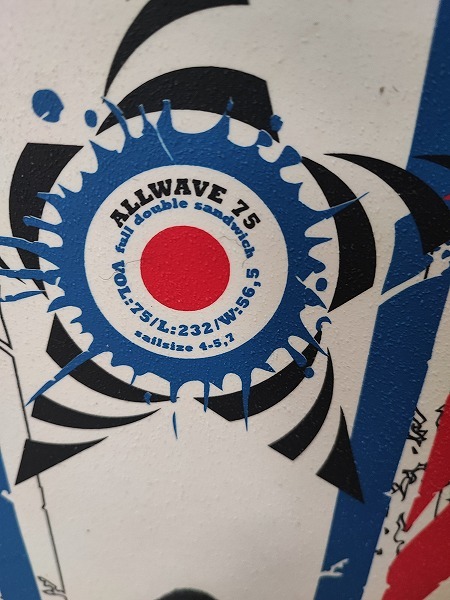 ALLWAVE 75
full double sandwich
VOL:75/L:232/W:56,5
sailsize 4-5,7